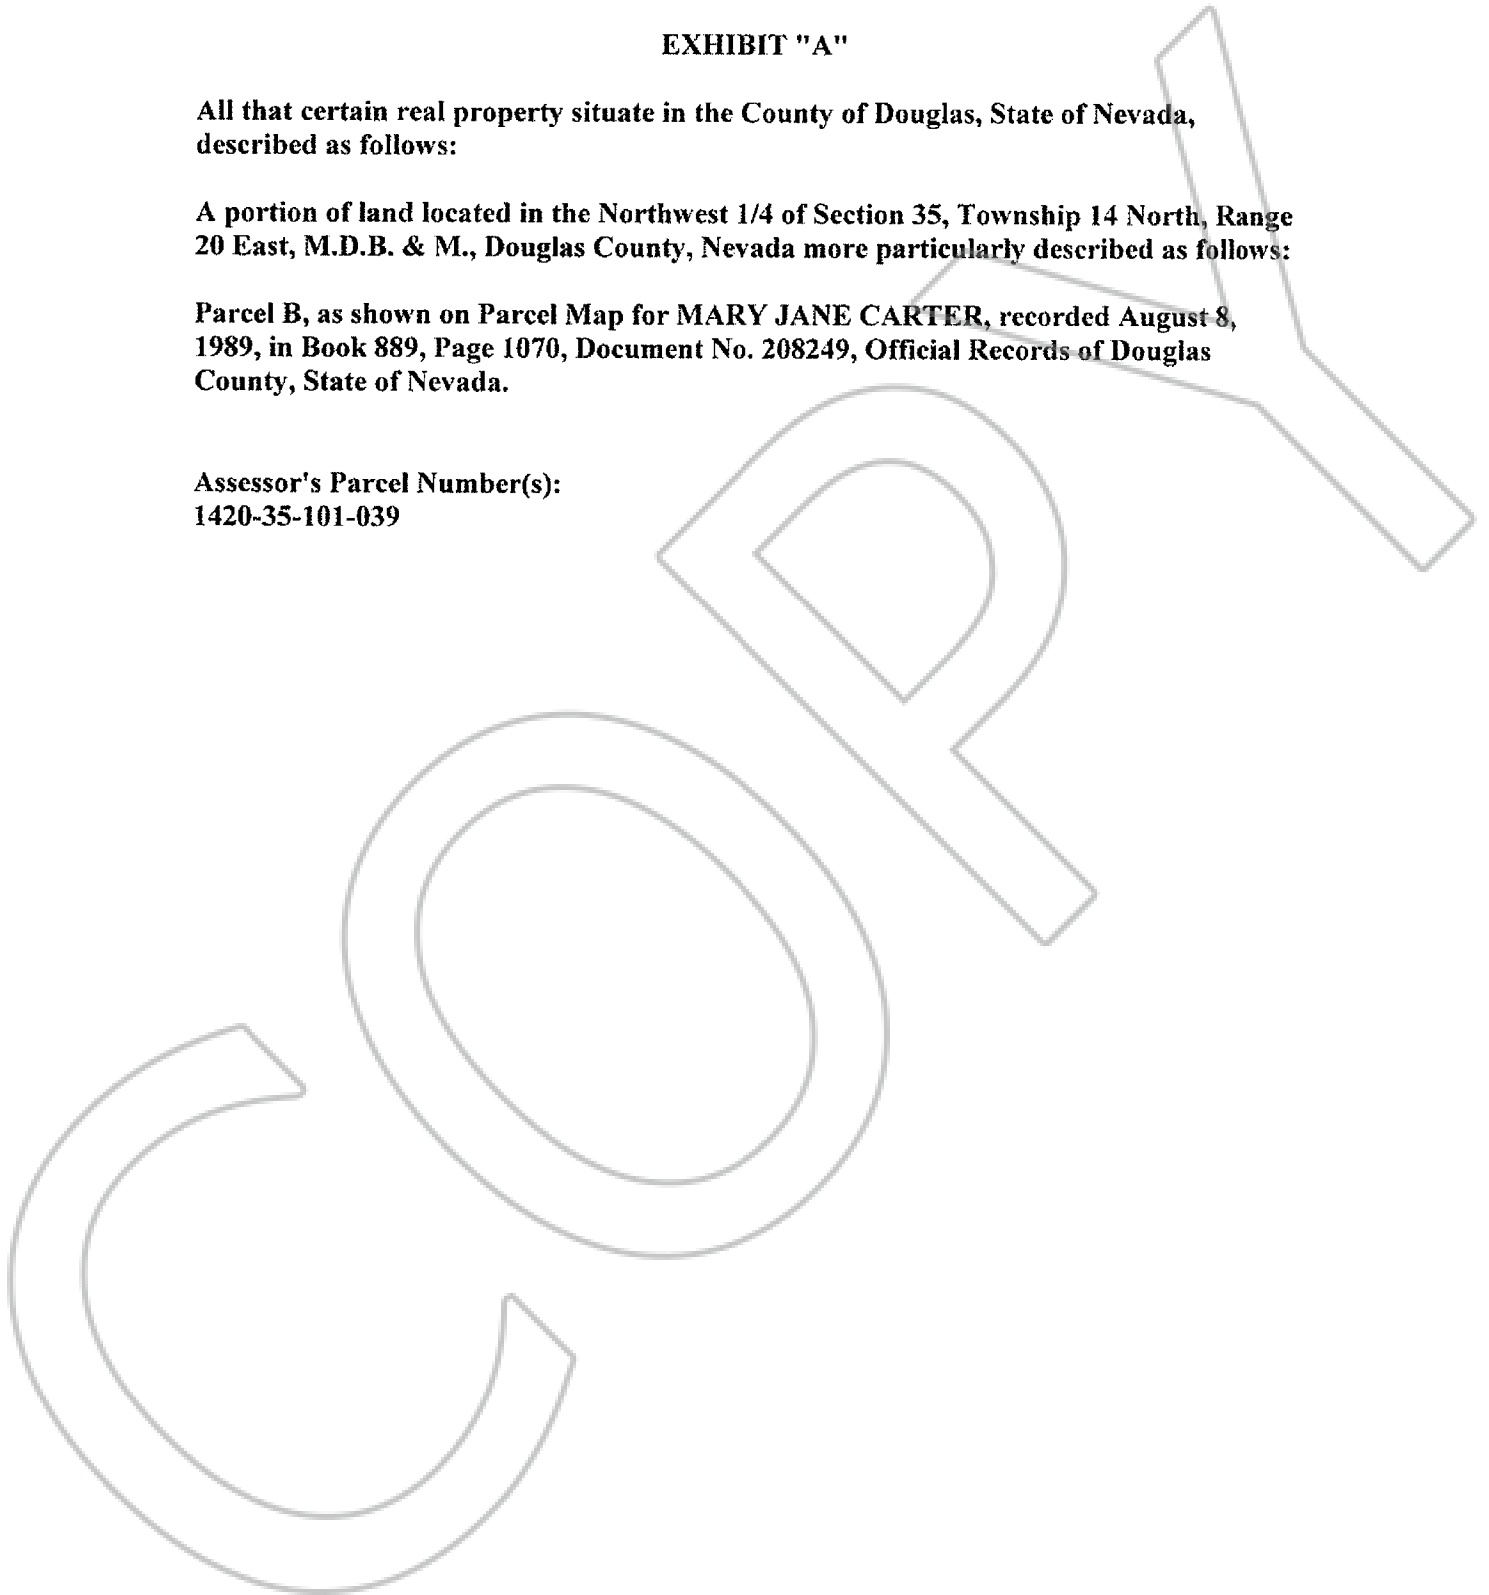 EXHIBIT "A"
All that certain real property situate in the County of Douglas, State of Nevada,
described as follows:
A portion of land located in the Northwest 1/4 of Section 35, Township 14 North, Range
20 East, M.D.B. & M., Douglas County, Nevada more particularly described as follows:
Parcel B, as shown on Parcel Map for MARY JANE CARTER, recorded August 8,
1989, in Book 889, Page 1070, Document No. 208249, Official Records of Douglas
County, State of Nevada.
Assessor's Parcel Number(s):
1420-35-101-039
COPY